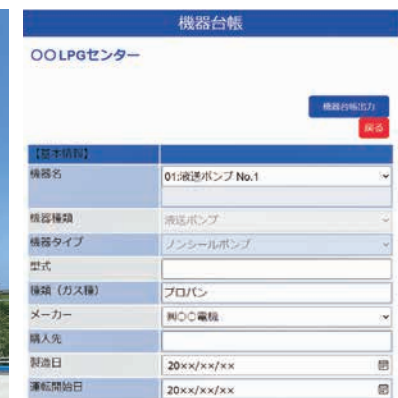 機器台帳
〇〇LPGセンター
機器台帳出力
戻る
【基本情報】
機器名 01:液送ポンプ No.1
機器種類 液送ポンプ
機器タイプ ノンシールポンプ
型式
種類（ガス種） プロパン
メーカー ㈱〇〇電機
購入先
製造日 20××/××/××
運転開始日 20××/××/××